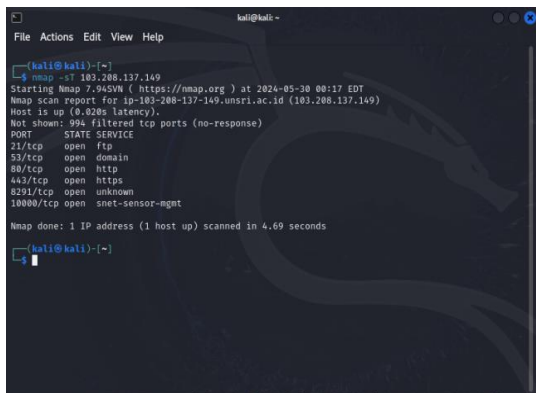 kali@kali: ~
File Actions Edit View Help
(kali㉿kali)-[~]
$ nmap -sT 103.208.137.149
Starting Nmap 7.94SVN ( https://nmap.org ) at 2024-05-30 00:17 EDT
Nmap scan report for ip-103-208-137-149.unsri.ac.id (103.208.137.149)
Host is up (0.020s latency).
Not shown: 994 filtered tcp ports (no-response)
PORT STATE SERVICE
21/tcp open ftp
53/tcp open domain
80/tcp open http
443/tcp open https
8291/tcp open unknown
10000/tcp open snet-sensor-mgmt
Nmap done: 1 IP address (1 host up) scanned in 4.69 seconds
(kali㉿kali)-[~]
$